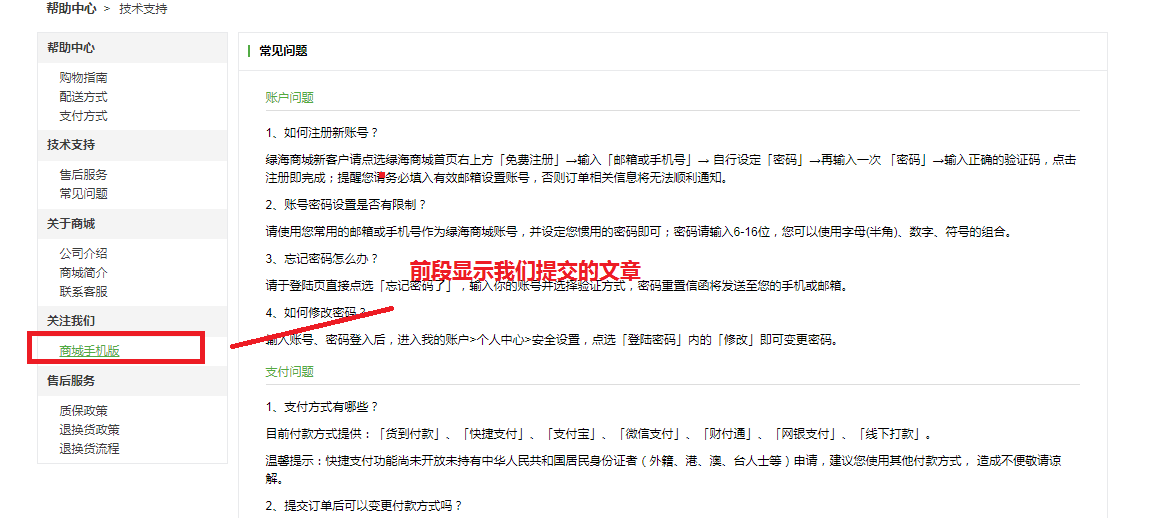 帮助中心 > 技术支持
帮助中心
购物指南
配送方式
支付方式
技术支持
售后服务
常见问题
关于商城
公司介绍
商城简介
联系客服
关注我们
商城手机版
售后服务
质保政策
退换货政策
退换货流程
常见问题
账户问题
1、如何注册新账号？
绿海商城新客户请点选绿海商城首页右上方「免费注册」→输入「邮箱或手机号」→ 自行设定「密码」→再输入一次 「密码」→输入正确的验证码，点击
注册即完成；提醒您请务必填入有效邮箱设置账号，否则订单相关信息将无法顺利通知。
2、账号密码设置是否有限制？
请使用您常用的邮箱或手机号作为绿海商城账号，并设定您惯用的密码即可；密码请输入6-16位，您可以使用字母(半角)、数字、符号的组合。
3、忘记密码怎么办？
前段显示我们提交的文章
请于登陆页直接点选「忘记密码了」，输入你的账号并选择验证方式，密码重置信函将发送至您的手机或邮箱。
4、如何修改密码？
输入账号、密码登入后，进入我的账户>个人中心>安全设置，点选「登陆密码」内的「修改」即可变更密码。
支付问题
1、支付方式有哪些？
目前付款方式提供：「货到付款」、「快捷支付」、「支付宝」、「微信支付」、「财付通」、「网银支付」、「线下打款」。
温馨提示：快捷支付功能尚未开放未持有中华人民共和国居民身份证者（外籍、港、澳、台人士等）申请，建议您使用其他付款方式， 造成不便敬请谅
解。
2、提交订单后可以变更付款方式吗？